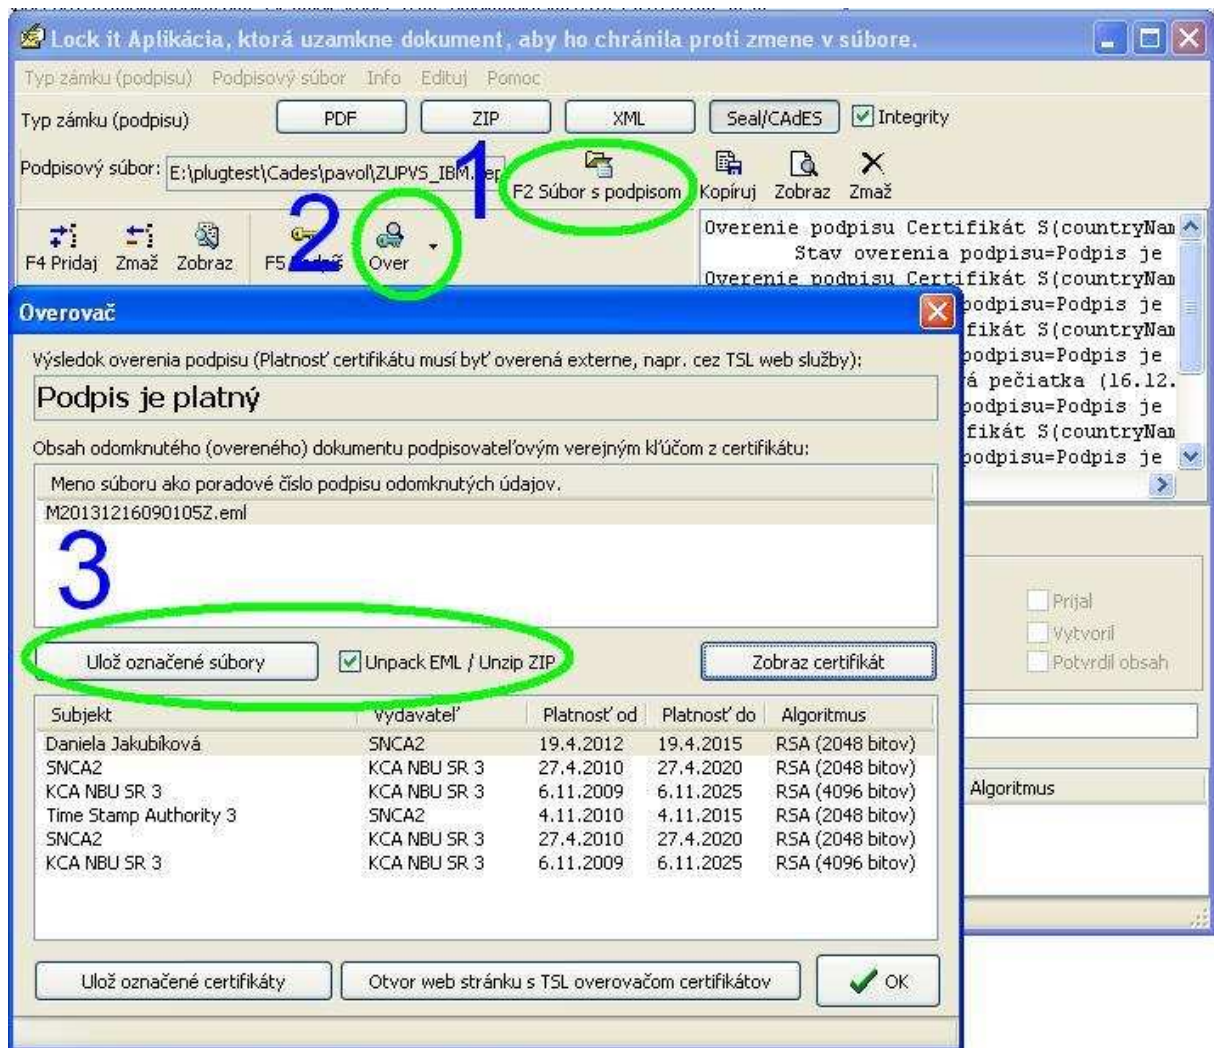 Lock it Aplikácia, ktorá uzamkne dokument, aby ho chránila proti zmene v súbore.
Typ zámku (podpisu) Podpisový súbor Info Edituj Pomoc
Typ zámku (podpisu) PDF ZIP XML Seal/CAdES Integrity
1
Podpisový súbor: E:\plugtest\Cades\pavol\ZUPVS_IBM. F2 Súbor s podpisom Kopíruj Zobraz Zmaž
2
F4 Pridaj Zmaž Zobraz F5 Over
Overenie podpisu Certifikát S(countryNam
Stav overenia podpisu=Podpis je
Overenie podpisu Certifikát S(countryNam
podpisu=Podpis je
fikát S(countryNam
podpisu=Podpis je
á pečiatka (16.12.
podpisu=Podpis je
fikát S(countryNam
podpisu=Podpis je
Overovač
Výsledok overenia podpisu (Platnosť certifikátu musí byť overená externe, napr. cez TSL web služby):
Podpis je platný
Obsah odomknutého (overeného) dokumentu podpisovateľovým verejným kľúčom z certifikátu:
Meno súboru ako poradové číslo podpisu odomknutých údajov.
M20131216090105Z.eml
3
Prijal
Vytvoril
Potvrdil obsah
Ulož označené súbory Unpack EML / Unzip ZIP Zobraz certifikát
Subjekt Vydavateľ Platnosť od Platnosť do Algoritmus
Daniela Jakubíková SNCA2 19.4.2012 19.4.2015 RSA (2048 bitov)
SNCA2 KCA NBU SR 3 27.4.2010 27.4.2020 RSA (2048 bitov)
KCA NBU SR 3 KCA NBU SR 3 6.11.2009 6.11.2025 RSA (4096 bitov)
Time Stamp Authority 3 SNCA2 4.11.2010 4.11.2015 RSA (2048 bitov)
SNCA2 KCA NBU SR 3 27.4.2010 27.4.2020 RSA (2048 bitov)
KCA NBU SR 3 KCA NBU SR 3 6.11.2009 6.11.2025 RSA (4096 bitov)
Algoritmus
Ulož označené certifikáty Otvor web stránku s TSL overovačom certifikátov OK